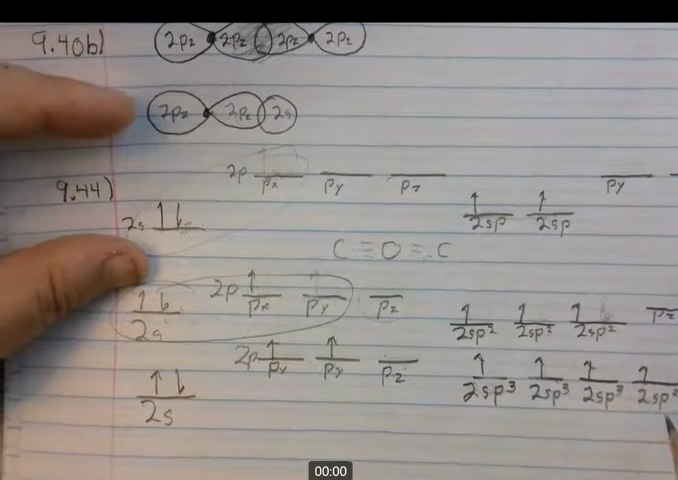 9.40b) 2pz 2pz 2pz 2pz
2pz 2pz 2s
9.44) 2p px py pz py
2s ↑ ↓ ↑ 2sp ↑ 2sp
C = O = C
↑ ↓ 2s 2p ↑ px py pz ↑ 2sp² ↑ 2sp² ↑ 2sp² pz
↑ ↓ 2s 2p ↑ px ↑ py pz ↑ 2sp³ ↑ 2sp³ ↑ 2sp³ ↑ 2sp³
00:00